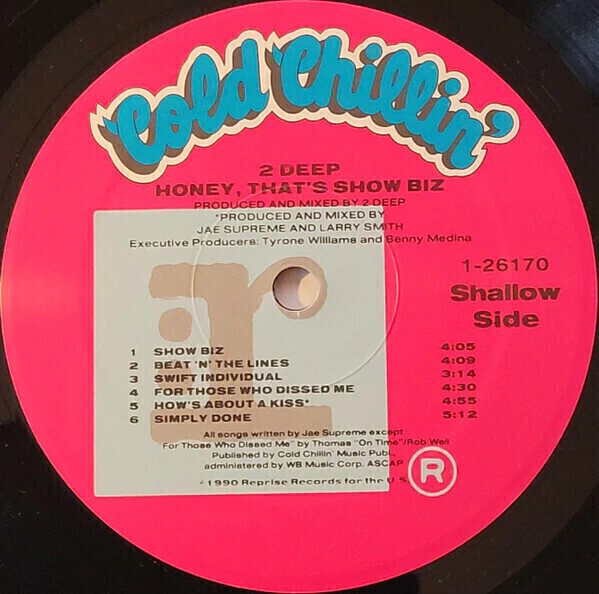 Cold Chillin'
2 DEEP
HONEY, THAT'S SHOW BIZ
PRODUCED AND MIXED BY 2 DEEP
*PRODUCED AND MIXED BY
JAE SUPREME AND LARRY SMITH
Executive Producers: Tyrone Williams and Benny Medina
1-26170
Shallow
Side
r:
1 SHOW BIZ 4:05
2 BEAT 'N' THE LINES 4:09
3 SWIFT INDIVIDUAL 3:14
4 FOR THOSE WHO DISSED ME 4:30
5 HOW'S ABOUT A KISS* 4:55
6 SIMPLY DONE 5:12
All songs written by Jae Supreme except
"For Those Who Dissed Me" by Thomas "On Time"/Rob Well
Published by Cold Chillin' Music Publ.,
administered by WB Music Corp. ASCAP
℗1990 Reprise Records for the U.S.
R